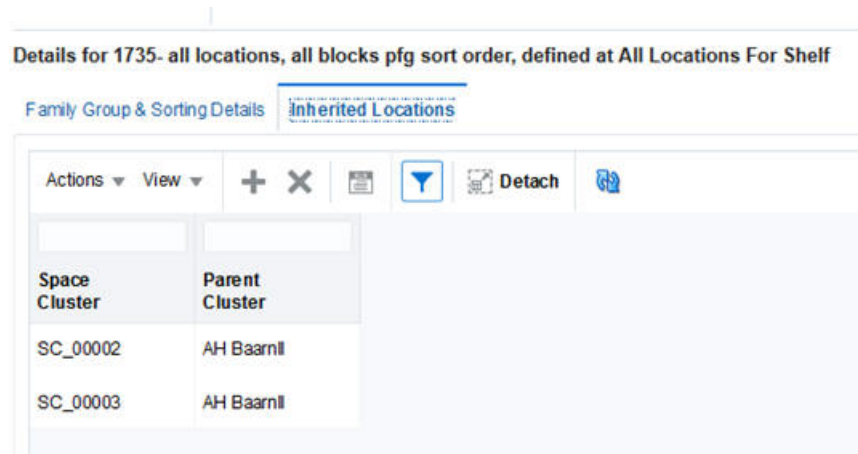 Details for 1735- all locations, all blocks pfg sort order, defined at All Locations For Shelf
Family Group & Sorting Details Inherited Locations
Actions View Detach
Space Parent
Cluster Cluster
SC_00002 AH Baarnll
SC_00003 AH Baarnll